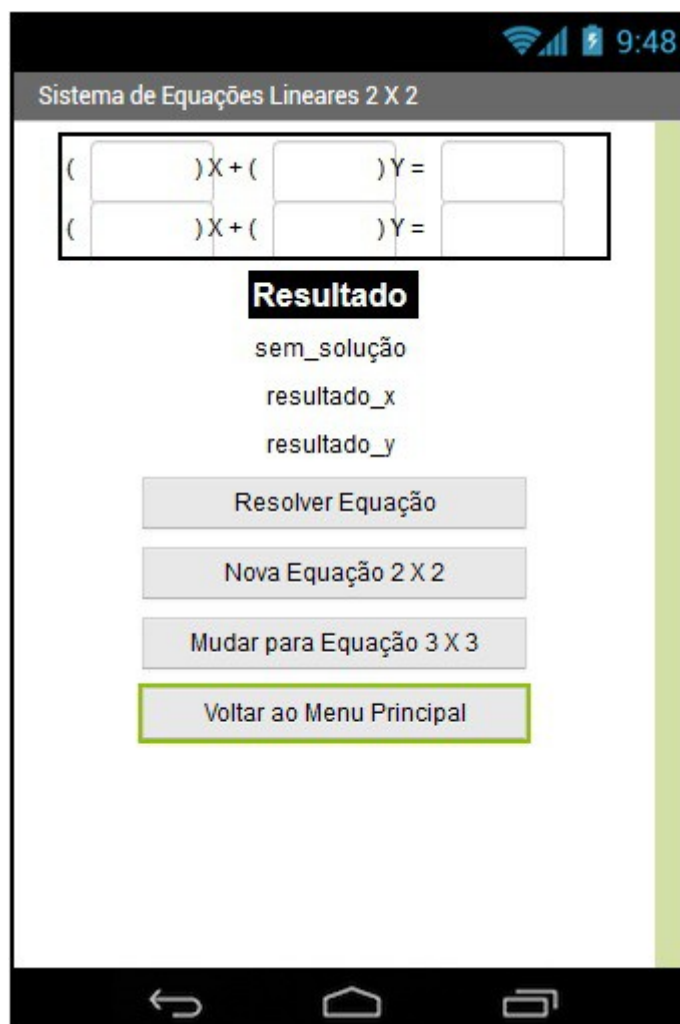 9:48
Sistema de Equações Lineares 2 X 2
( ) X + ( ) Y =
( ) X + ( ) Y =
Resultado
sem_solução
resultado_x
resultado_y
Resolver Equação
Nova Equação 2 X 2
Mudar para Equação 3 X 3
Voltar ao Menu Principal